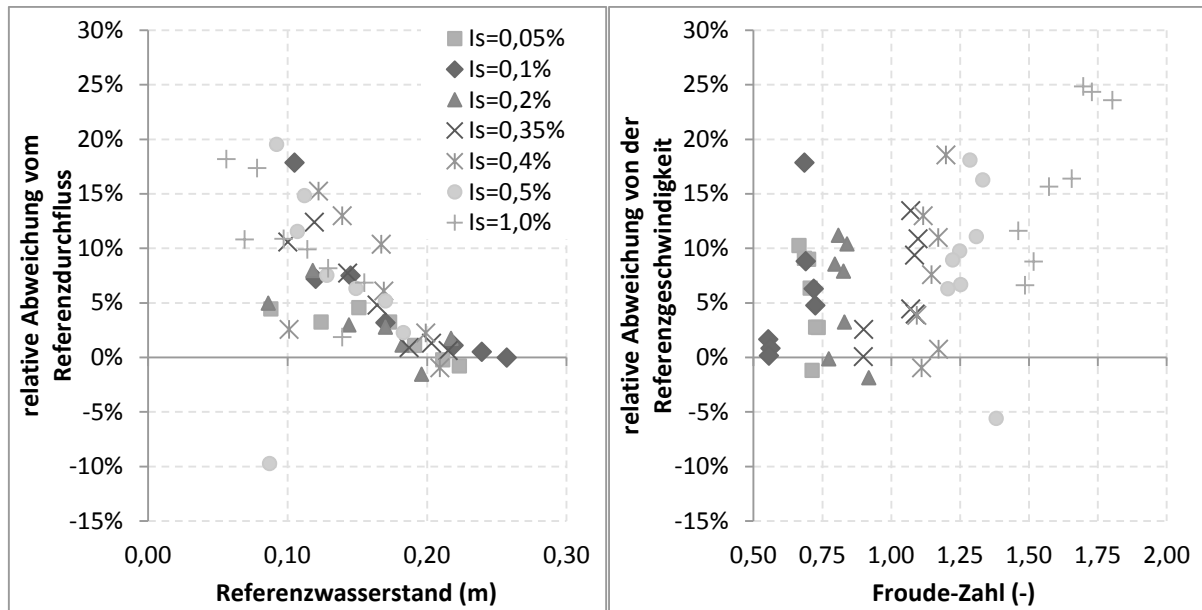 relative Abweichung vom
Referenzdurchfluss
30%
25%
20%
15%
10%
5%
0%
-5%
-10%
-15%
0,00
0,10
0,20
0,30
Referenzwasserstand (m)
Is=0,05%
Is=0,1%
Is=0,2%
Is=0,35%
Is=0,4%
Is=0,5%
Is=1,0%
relative Abweichung von der
Referenzgeschwindigkeit
30%
25%
20%
15%
10%
5%
0%
-5%
-10%
-15%
0,50
0,75
1,00
1,25
1,50
1,75
2,00
Froude-Zahl (-)